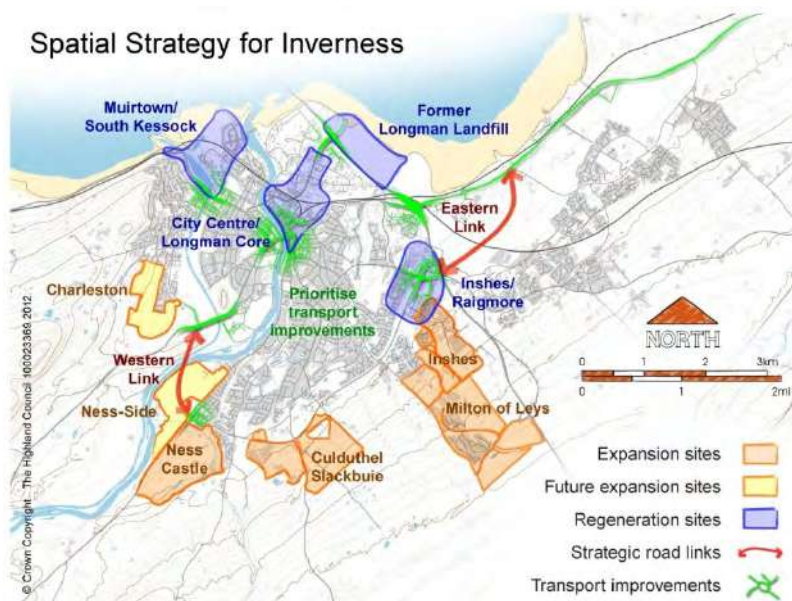 Spatial Strategy for Inverness
Muirtown/
South Kessock
Former
Longman Landfill
City Centre/
Longman Core
Eastern
Link
Charleston
Prioritise
transport
improvements
Inshes/
Raigmore
NORTH
Western
Link
Inshes
0 1 2 3km
0 1 2mi
Ness-Side
Milton of Leys
Ness
Castle
Culduthel
Slackbuie
Expansion sites
Future expansion sites
Regeneration sites
Strategic road links
Transport improvements
© Crown Copyright - The Highland Council 100023369 2012